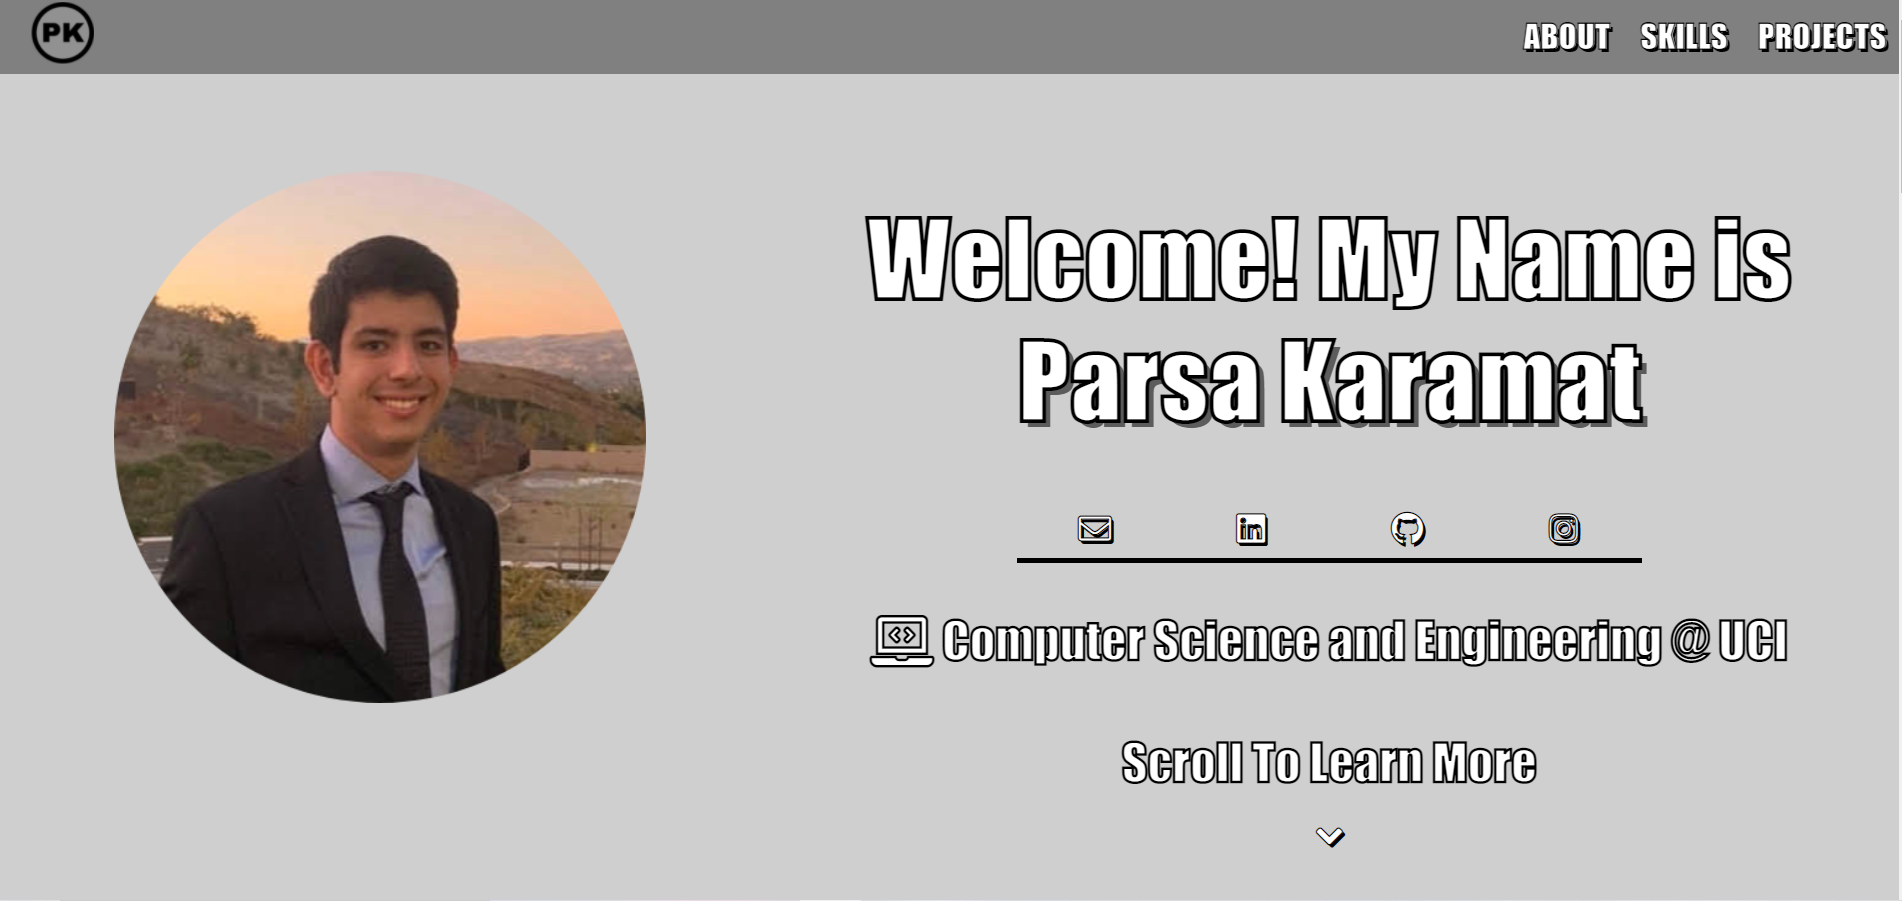 PK
ABOUT SKILLS PROJECTS
Welcome! My Name is
Parsa Karamat
in
Computer Science and Engineering @ UCI
Scroll To Learn More